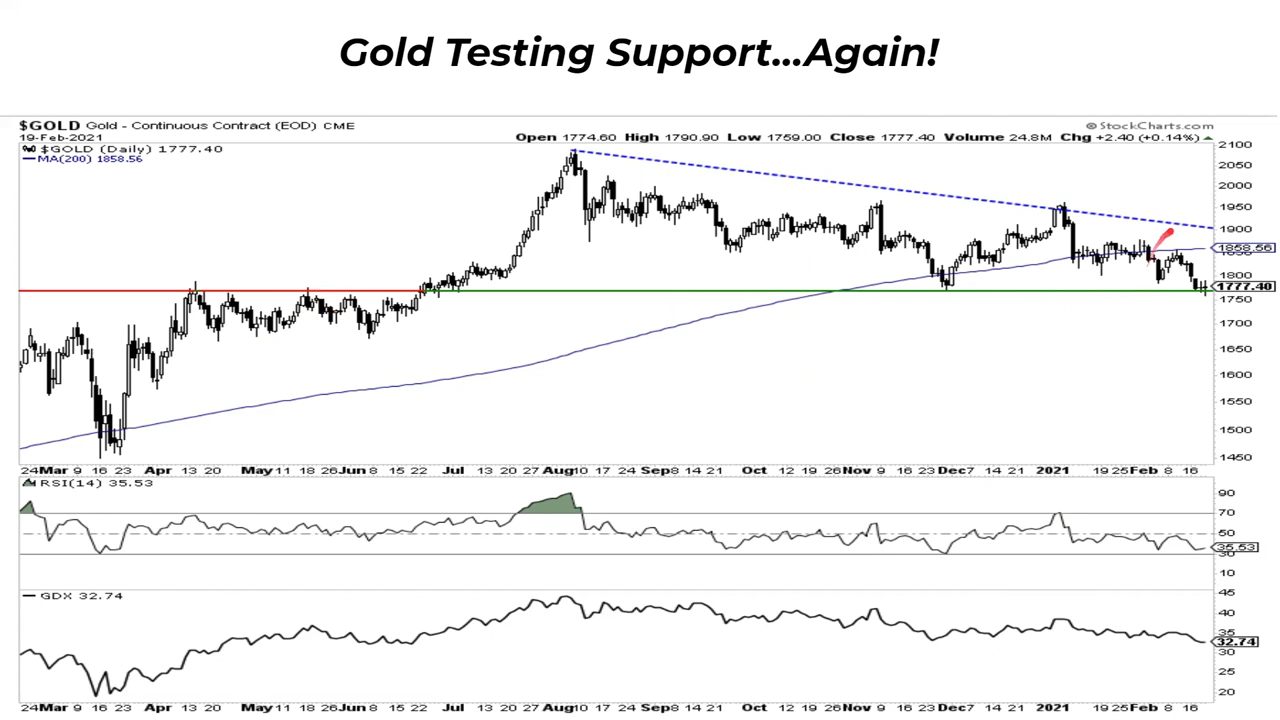 Gold Testing Support...Again!
$GOLD Gold - Continuous Contract (EOD) CME
© StockCharts.com
19-Feb-2021
Open 1774.60 High 1790.90 Low 1759.00 Close 1777.40 Volume 24.8M Chg +2.40 (+0.14%)
$GOLD (Daily) 1777.40
MA(200) 1858.56
2100
2050
2000
1950
1900
1858.56
1800
1777.40
1750
1700
1650
1600
1550
1500
1450
24 Mar 9 16 23 Apr 13 20 May 11 18 26 Jun 8 15 22 Jul 13 20 27 Aug 10 17 24 Sep 8 14 21 Oct 12 19 26 Nov 9 16 23 Dec 7 14 21 2021 19 25 Feb 8 16
RSI(14) 35.53
90
70
50
35.53
30
10
GDX 32.74
45
40
35
32.74
30
25
20
24 Mar 9 16 23 Apr 13 20 May 11 18 26 Jun 8 15 22 Jul 13 20 27 Aug 10 17 24 Sep 8 14 21 Oct 12 19 26 Nov 9 16 23 Dec 7 14 21 2021 19 25 Feb 8 16